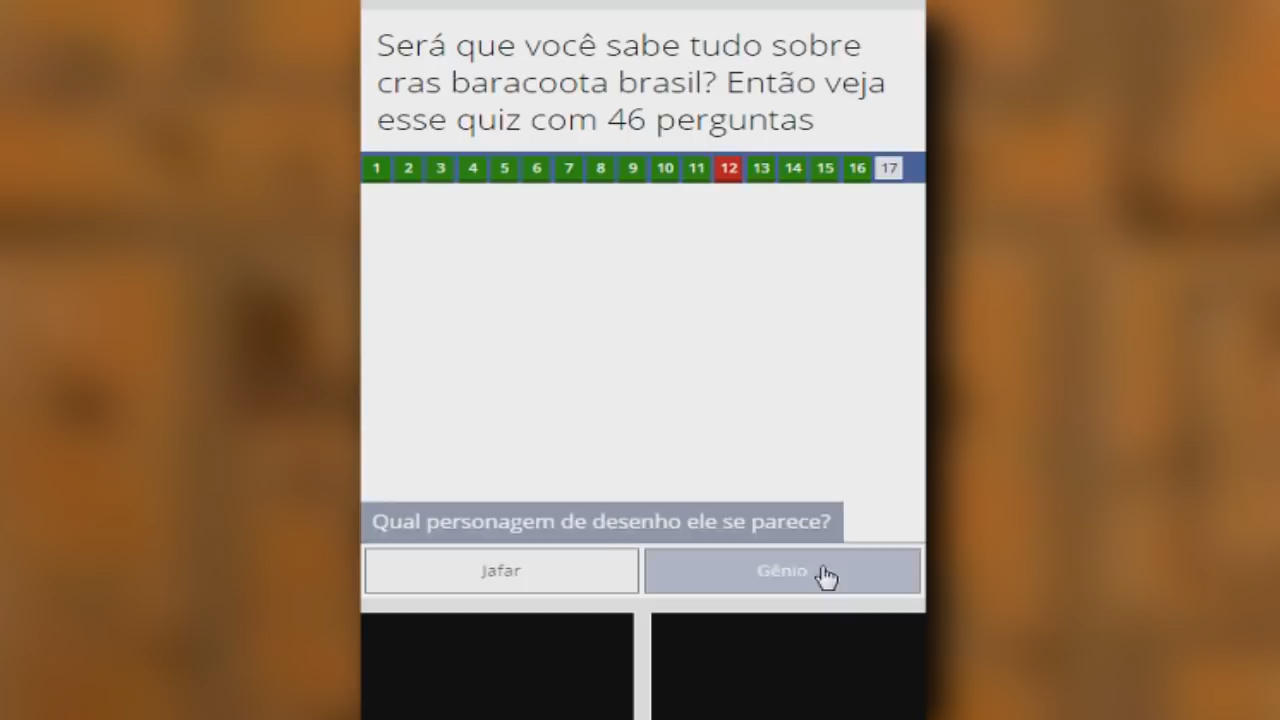 Será que você sabe tudo sobre
cras baracoota brasil? Então veja
esse quiz com 46 perguntas
1 2 3 4 5 6 7 8 9 10 11 12 13 14 15 16 17
Qual personagem de desenho ele se parece?
Jafar
Gênio